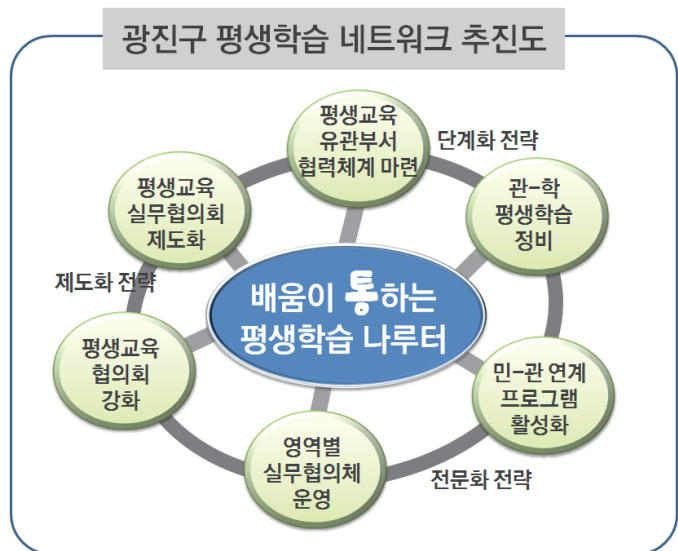 광진구 평생학습 네트워크 추진도
평생교육
유관부서
협력체계 마련
단계화 전략
관-학
평생학습
정비
평생교육
실무협의회
제도화
제도화 전략
배움이 통하는
평생학습 나루터
평생교육
협의회
강화
민-관 연계
프로그램
활성화
영역별
실무협의체
운영
전문화 전략